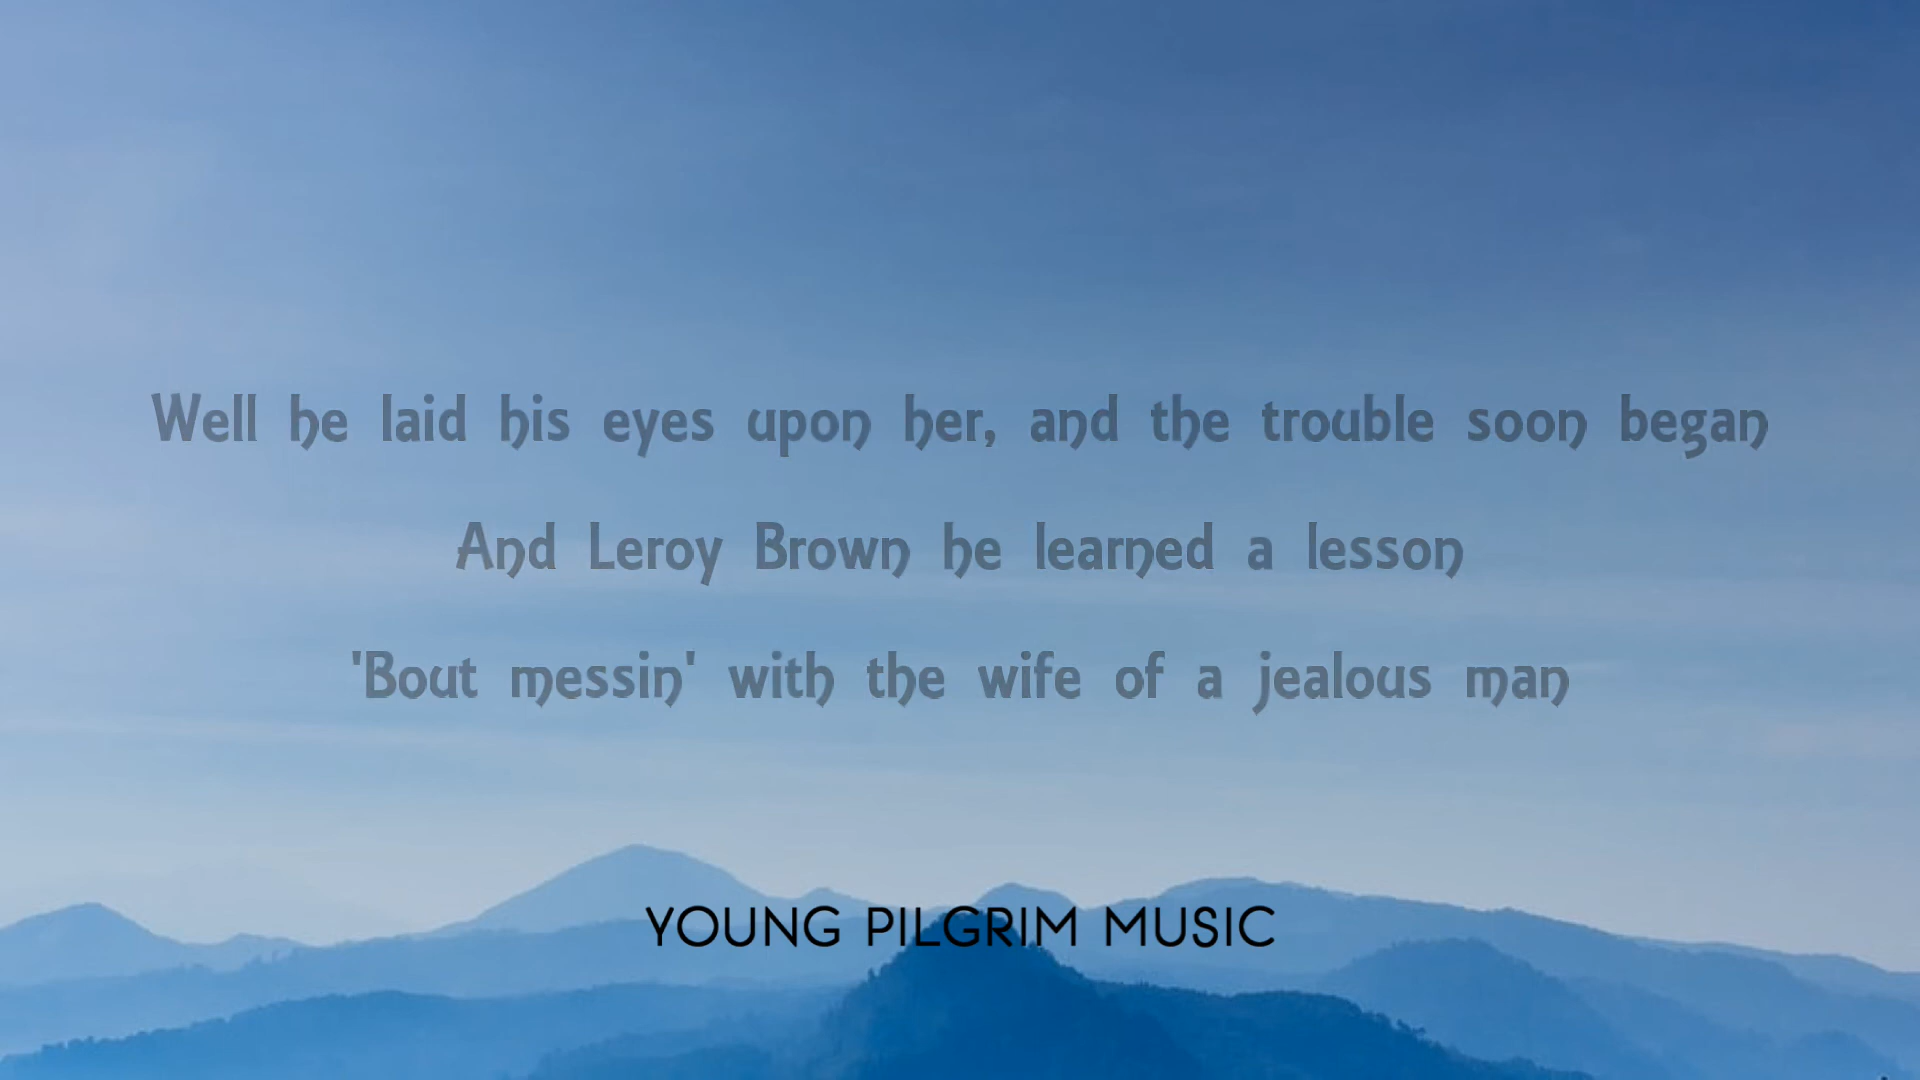 Well he laid his eyes upon her, and the trouble soon began
And Leroy Brown he learned a lesson
'Bout messin' with the wife of a jealous man
YOUNG PILGRIM MUSIC